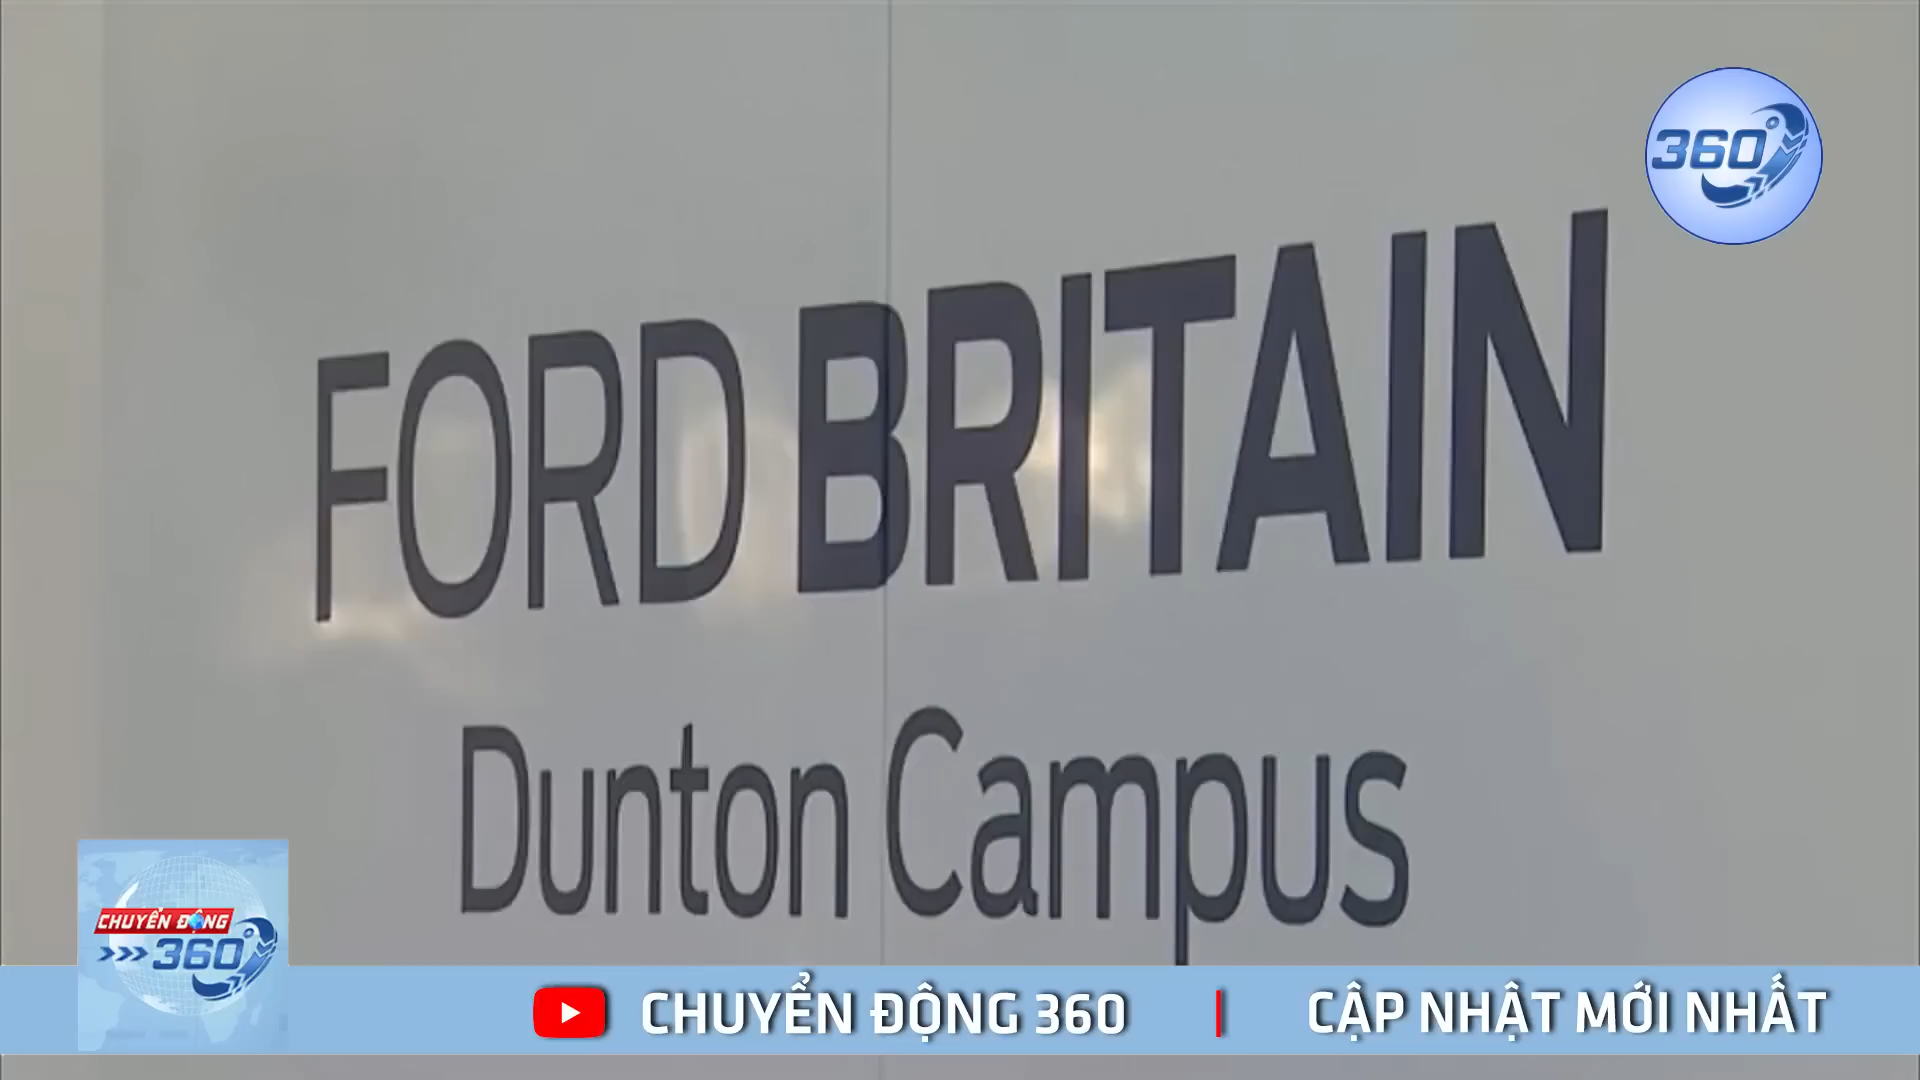 360°
FORD BRITAIN
Dunton Campus
CHUYỂN ĐỘNG
>>> 360°
CHUYỂN ĐỘNG 360 | CẬP NHẬT MỚI NHẤT